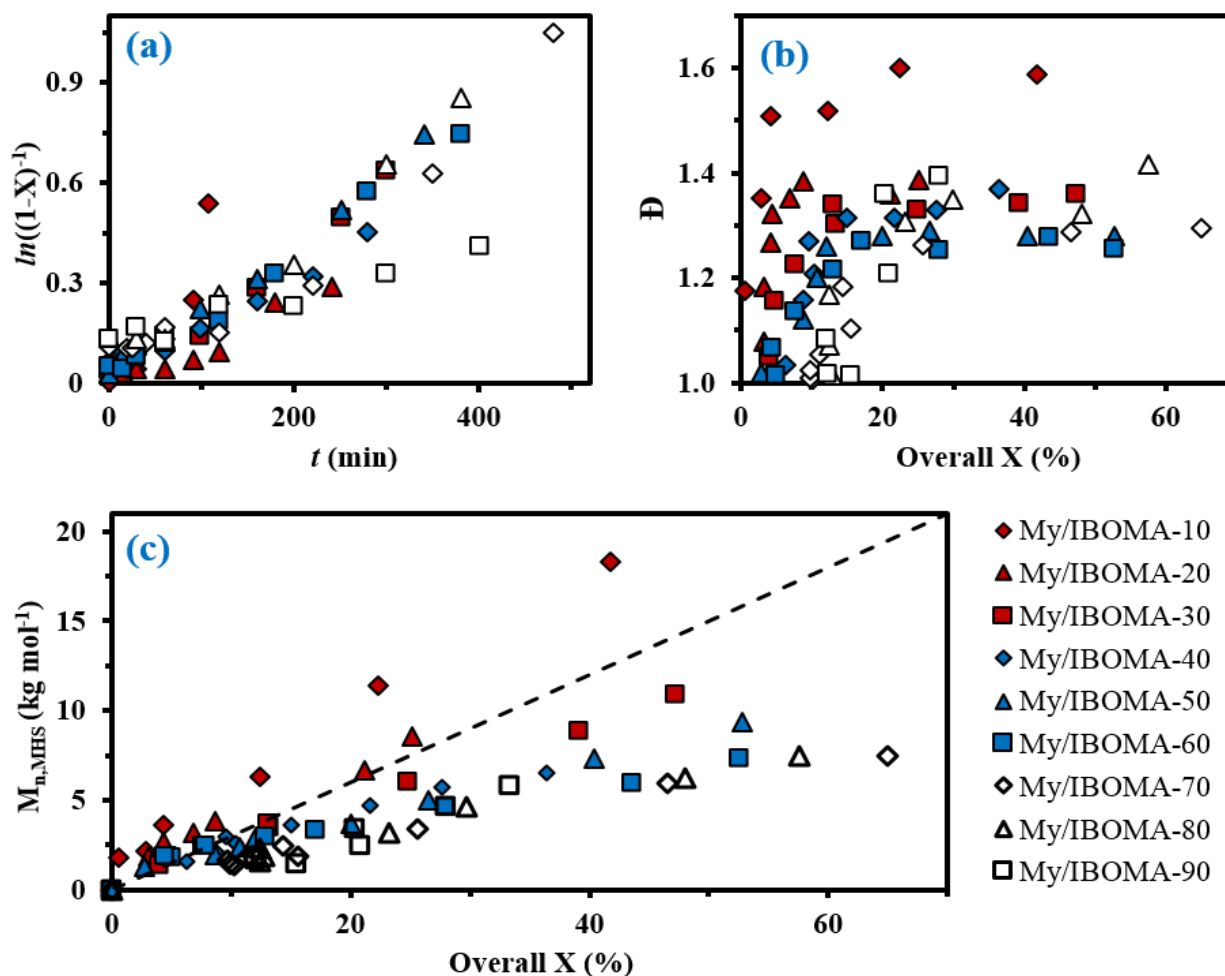 (a)
0.9
0.6
0.3
0
ln((1-X)⁻¹
0
200
400
t (min)
(b)
1.6
1.4
1.2
1.0
Đ
0
20
40
60
Overall X (%)
(c)
20
15
10
5
0
Mn,MHS (kg mol⁻¹)
0
20
40
60
Overall X (%)
My/IBOMA-10
My/IBOMA-20
My/IBOMA-30
My/IBOMA-40
My/IBOMA-50
My/IBOMA-60
My/IBOMA-70
My/IBOMA-80
My/IBOMA-90